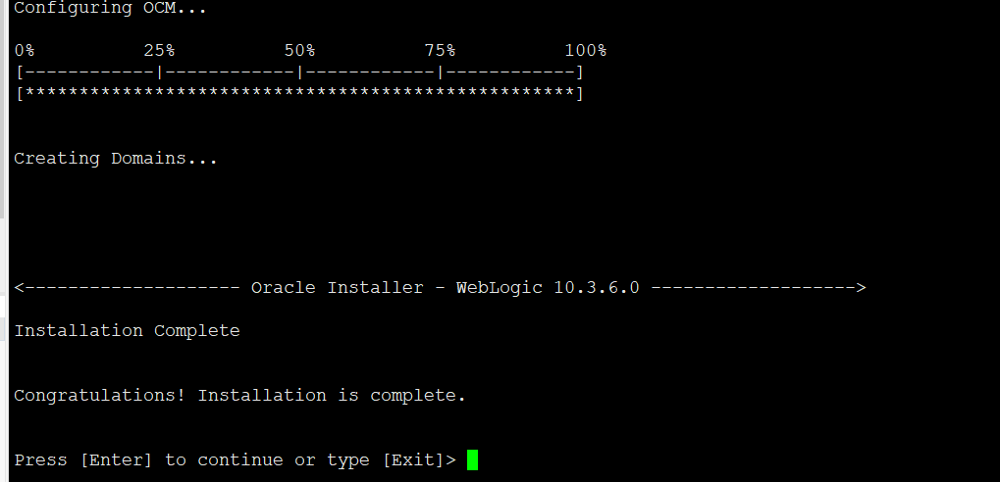 Configuring OCM...
0%          25%          50%          75%          100%
[------------|------------|------------|------------]
[***************************************************]
Creating Domains...
<-------------------- Oracle Installer - WebLogic 10.3.6.0 ------------------->
Installation Complete
Congratulations! Installation is complete.
Press [Enter] to continue or type [Exit]>